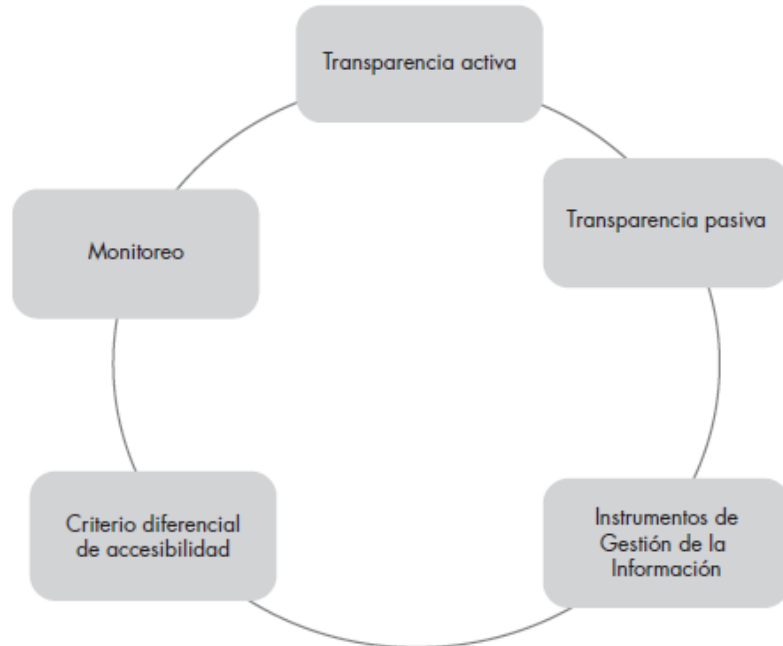 Transparencia activa
Transparencia pasiva
Instrumentos de
Gestión de la
Información
Criterio diferencial
de accesibilidad
Monitoreo